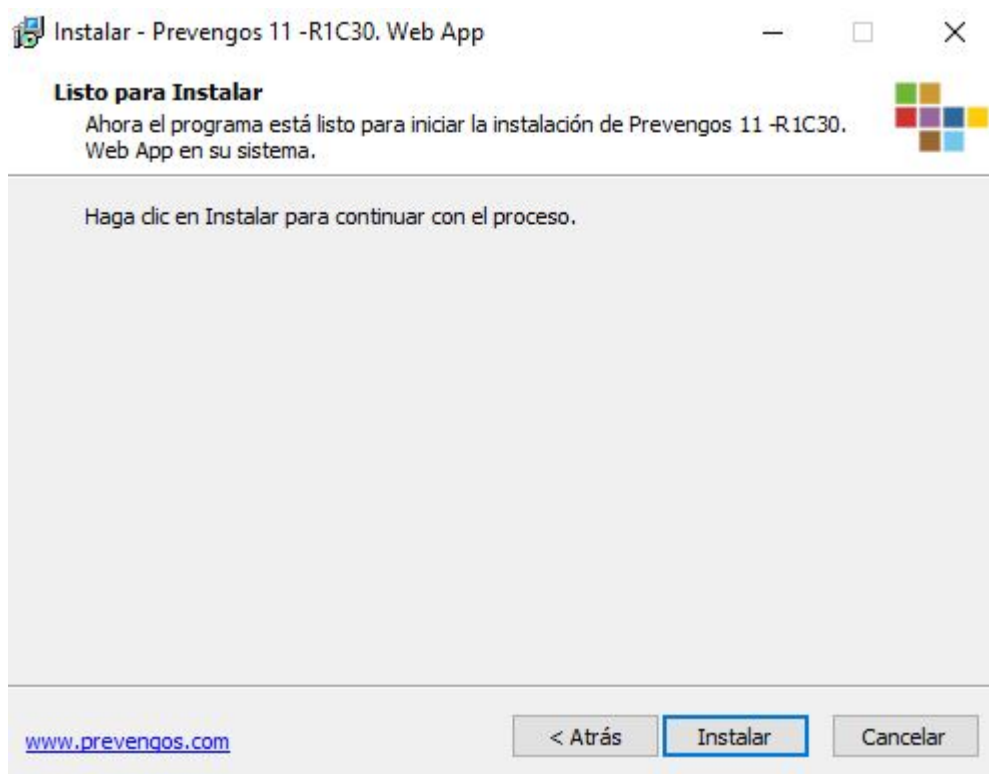 Instalar - Prevengos 11 -R1C30. Web App
Listo para Instalar
Ahora el programa está listo para iniciar la instalación de Prevengos 11 -R1C30.
Web App en su sistema.
Haga clic en Instalar para continuar con el proceso.
www.prevengos.com
< Atrás
Instalar
Cancelar